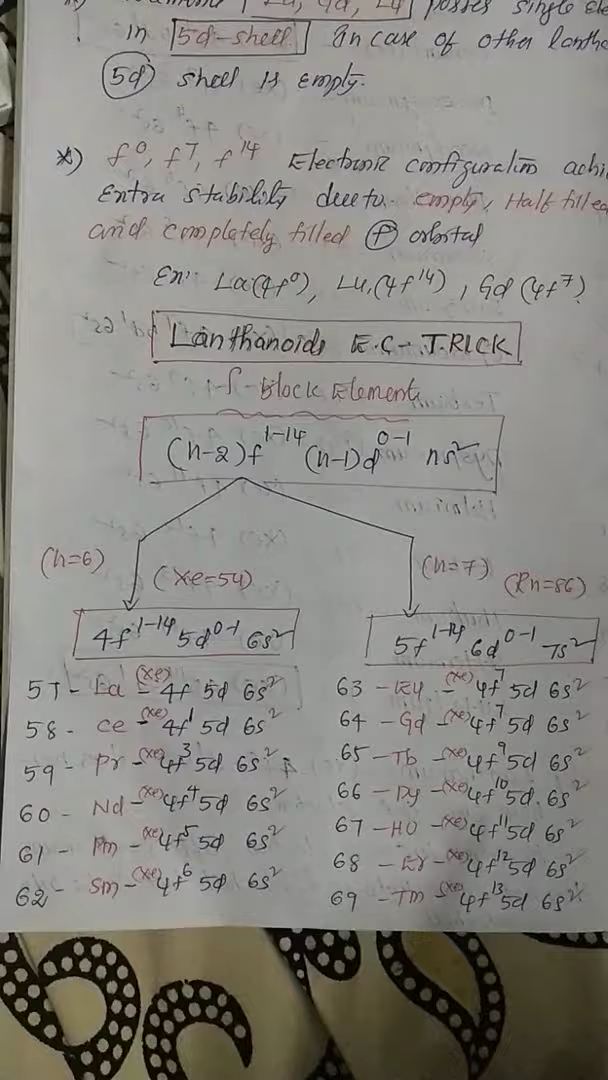 La, Gd, Lu posses single
in 5d-shell. In case of other
5d shell is empty.
*) f⁰, f⁷, f¹⁴ Electronic configuration
Extra stability due to empty, Half filled
and completely filled f orbital
Ex: La(4f⁰), Lu,(4f¹⁴), Gd(4f⁷)
Lanthanoids E.C - TRICK
f-Block Element
(n-2)f¹⁻¹⁴ (n-1)d⁰⁻¹ ns²
(n=6) (Xe=54)
(n=7) (Rn=86)
4f¹⁻¹⁴ 5d⁰⁻¹ 6s²
5f¹⁻¹⁴ 6d⁰⁻¹ 7s²
57 - La - (Xe) 4f 5d 6s²
58 - Ce - (Xe) 4f¹ 5d 6s²
59 - Pr - (Xe) 4f³ 5d 6s²
60 - Nd - (Xe) 4f⁴ 5d 6s²
61 - Pm - (Xe) 4f⁵ 5d 6s²
62 - Sm - (Xe) 4f⁶ 5d 6s²
63 - Eu - (Xe) 4f⁷ 5d 6s²
64 - Gd - (Xe) 4f⁷ 5d 6s²
65 - Tb - (Xe) 4f⁹ 5d 6s²
66 - Dy - (Xe) 4f¹⁰ 5d 6s²
67 - HO - (Xe) 4f¹¹ 5d 6s²
68 - Er - (Xe) 4f¹² 5d 6s²
69 - Tm - (Xe) 4f¹³ 5d 6s²